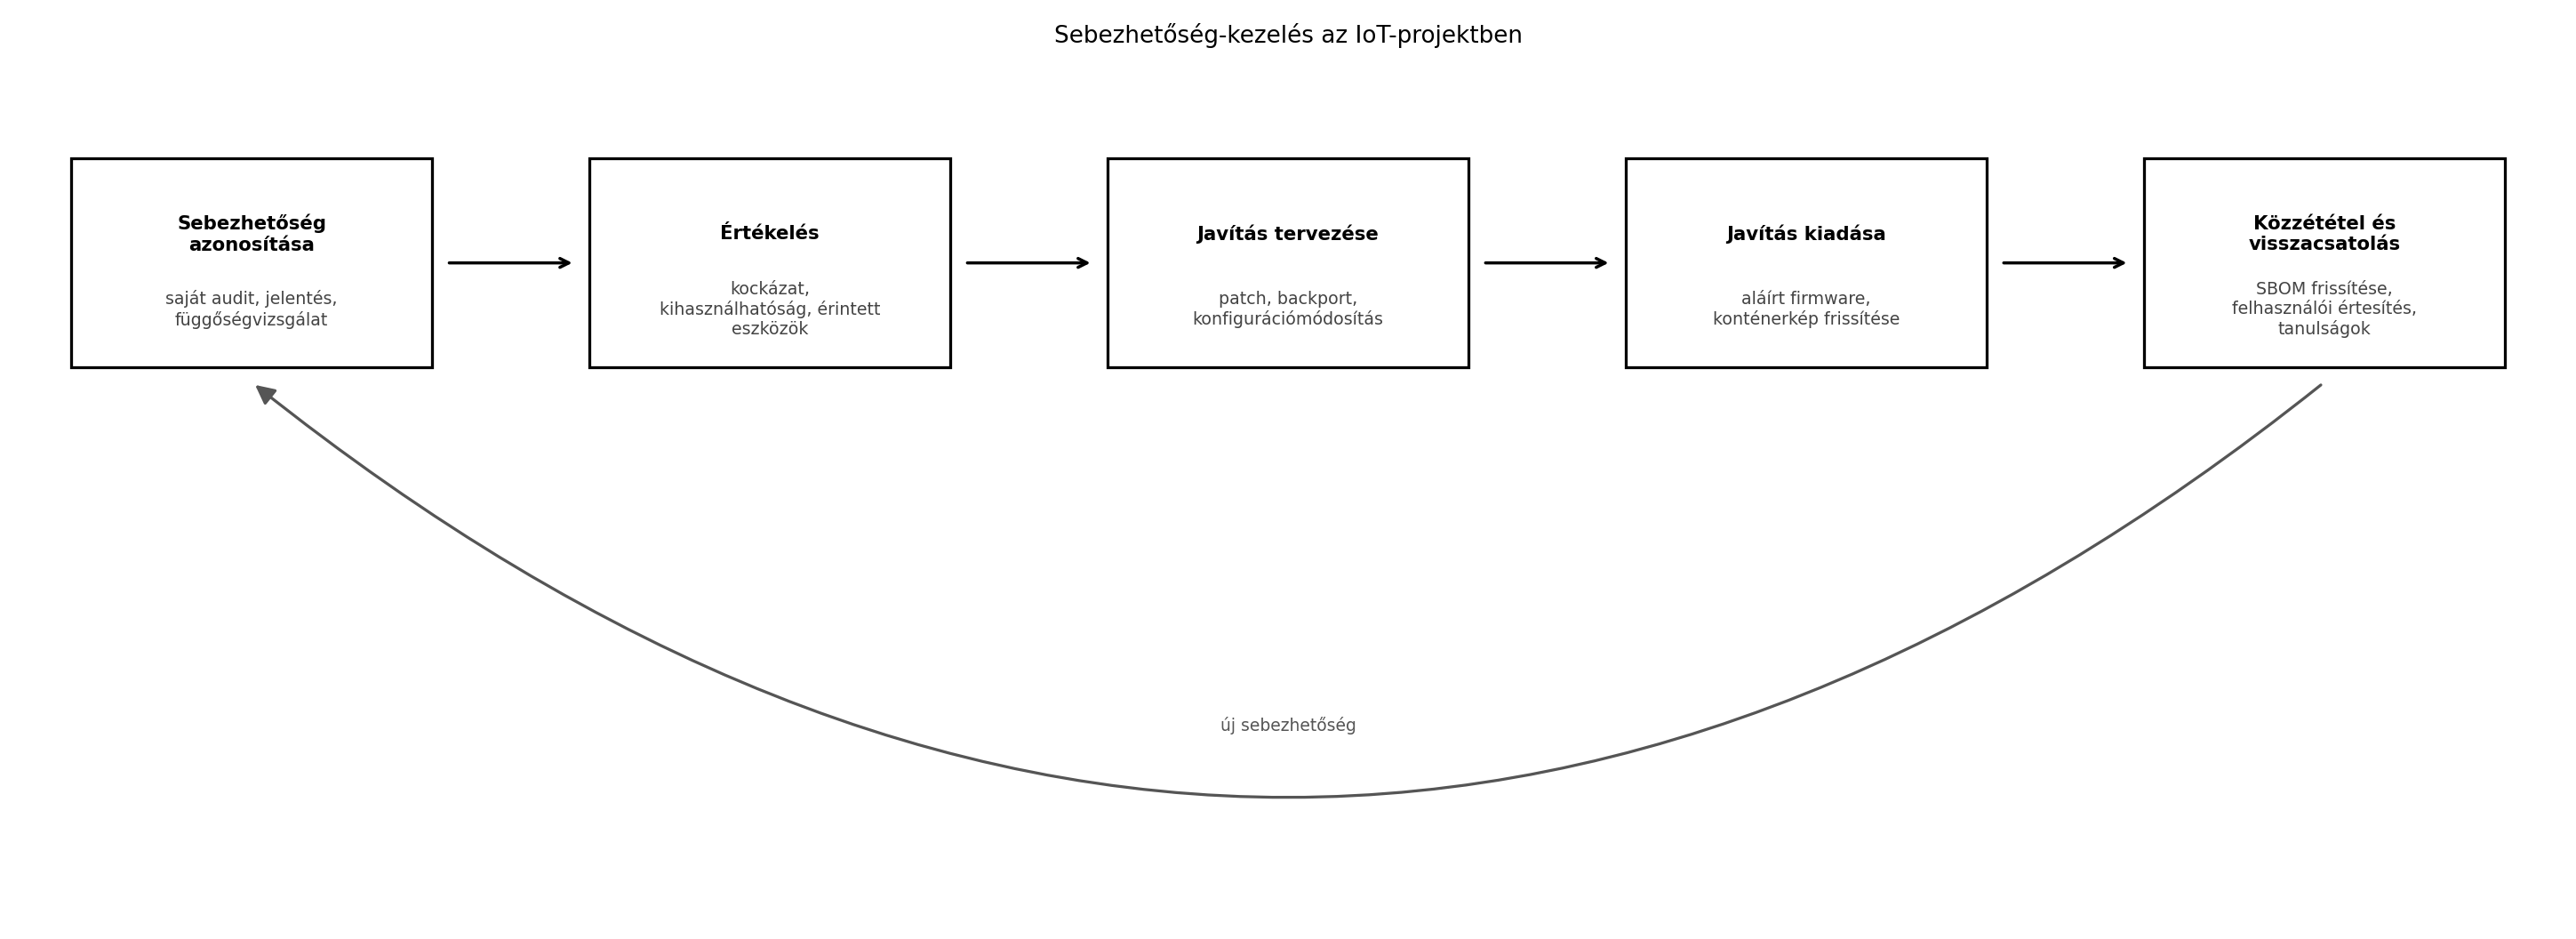 Sebezhetőség-kezelés az IoT-projektben
Sebezhetőség
azonosítása
saját audit, jelentés,
függőségvizsgálat
Értékelés
kockázat,
kihasználhatóság, érintett
eszközök
Javítás tervezése
patch, backport,
konfigurációmódosítás
Javítás kiadása
aláírt firmware,
konténerkép frissítése
Közzététel és
visszacsatolás
SBOM frissítése,
felhasználói értesítés,
tanulságok
új sebezhetőség